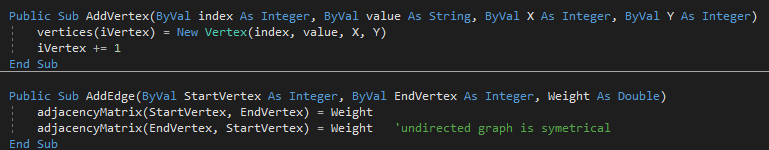 Public Sub AddVertex(ByVal index As Integer, ByVal value As String, ByVal X As Integer, ByVal Y As Integer)
vertices(iVertex) = New Vertex(index, value, X, Y)
iVertex += 1
End Sub
Public Sub AddEdge(ByVal StartVertex As Integer, ByVal EndVertex As Integer, Weight As Double)
adjacencyMatrix(StartVertex, EndVertex) = Weight
adjacencyMatrix(EndVertex, StartVertex) = Weight 'undirected graph is symetrical
End Sub